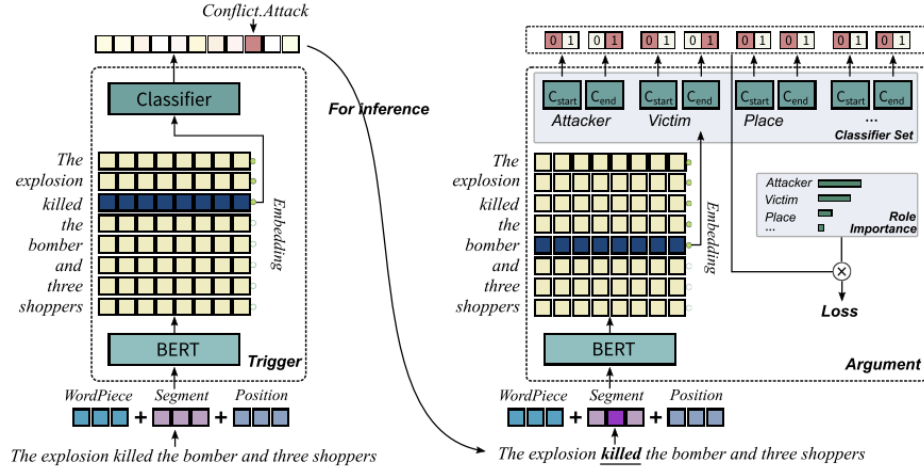 Conflict.Attack
Classifier
The
explosion
killed
the
bomber
and
three
shoppers
Embedding
BERT
Trigger
WordPiece + Segment + Position
The explosion killed the bomber and three shoppers
For inference
0 1 0 1 0 1 0 1 0 1 0 1 0 1 0 1
Cstart Cend Cstart Cend Cstart Cend Cstart Cend
Attacker Victim Place ...
Classifier Set
The
explosion
killed
the
bomber
and
three
shoppers
Embedding
Attacker
Victim
Place
...
Role
Importance
Loss
BERT
Argument
WordPiece + Segment + Position
The explosion killed the bomber and three shoppers